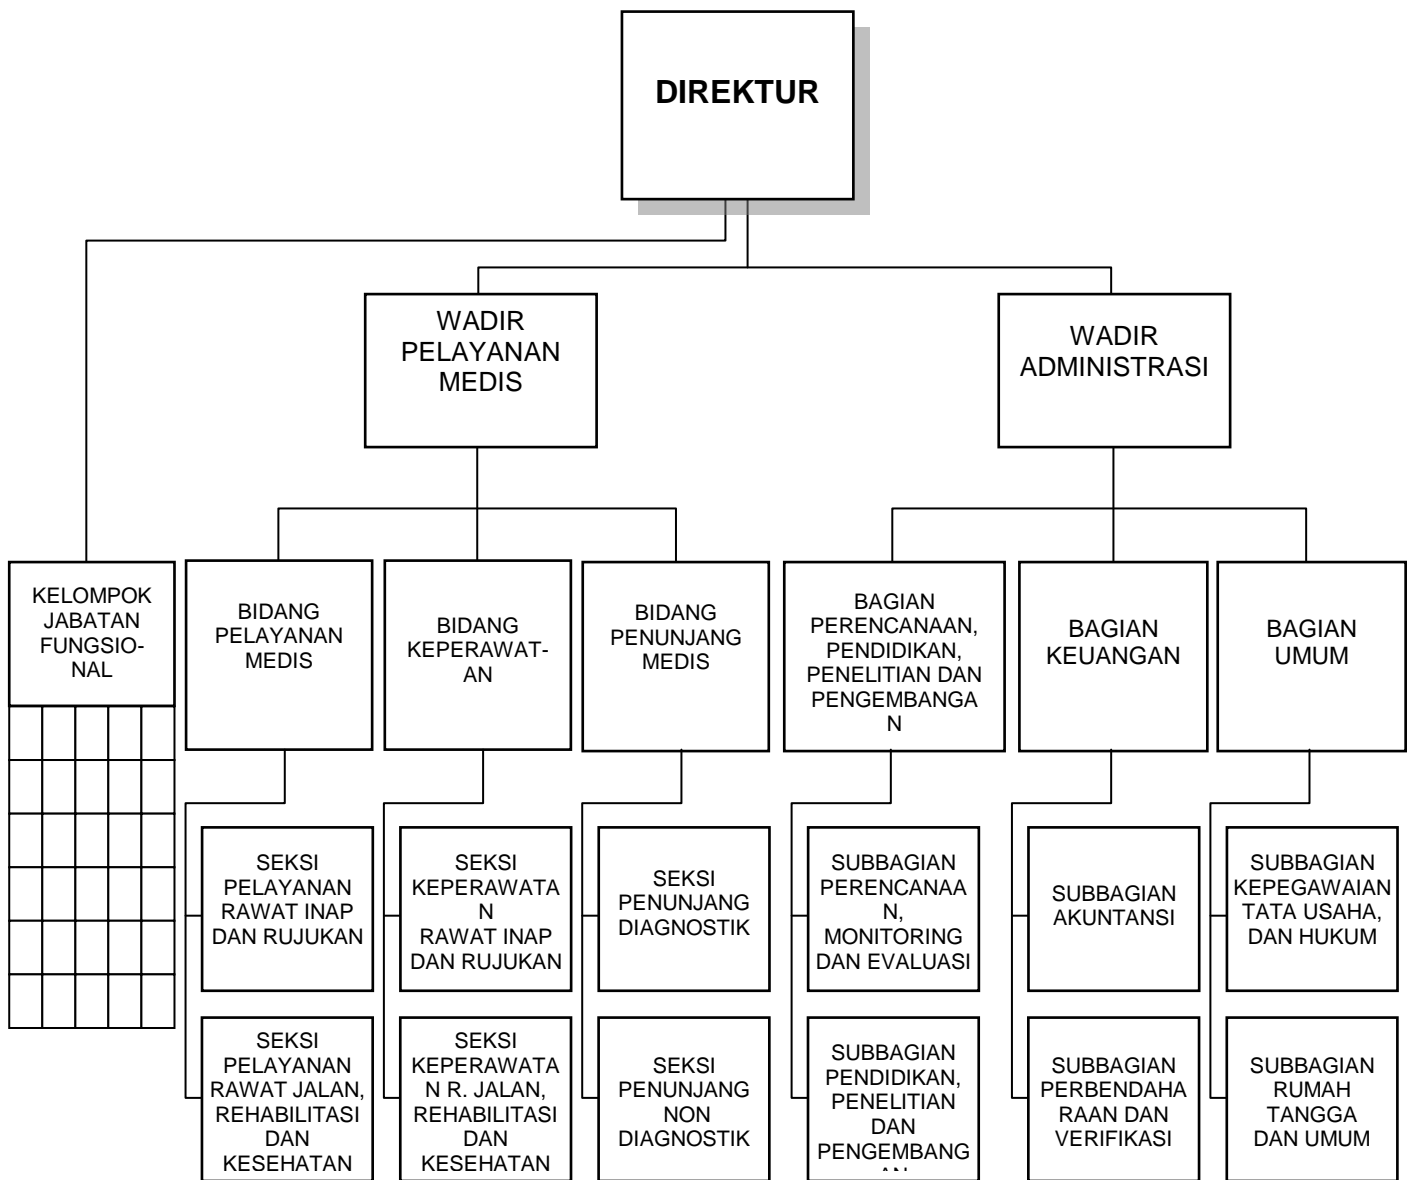 DIREKTUR
WADIR
PELAYANAN
MEDIS
WADIR
ADMINISTRASI
KELOMPOK
JABATAN
FUNGSIO-
NAL
BIDANG
PELAYANAN
MEDIS
BIDANG
KEPERAWAT-
AN
BIDANG
PENUNJANG
MEDIS
BAGIAN
PERENCANAAN,
PENDIDIKAN,
PENELITIAN DAN
PENGEMBANGA
N
BAGIAN
KEUANGAN
BAGIAN
UMUM
SEKSI
PELAYANAN
RAWAT INAP
DAN RUJUKAN
SEKSI
KEPERAWATA
N
RAWAT INAP
DAN RUJUKAN
SEKSI
PENUNJANG
DIAGNOSTIK
SUBBAGIAN
PERENCANAA
N,
MONITORING
DAN EVALUASI
SUBBAGIAN
AKUNTANSI
SUBBAGIAN
KEPEGAWAIAN
TATA USAHA,
DAN HUKUM
SEKSI
PELAYANAN
RAWAT JALAN,
REHABILITASI
DAN
KESEHATAN
SEKSI
KEPERAWATA
N R. JALAN,
REHABILITASI
DAN
KESEHATAN
SEKSI
PENUNJANG
NON
DIAGNOSTIK
SUBBAGIAN
PENDIDIKAN,
PENELITIAN
DAN
PENGEMBANG
AN
SUBBAGIAN
PERBENDAHA
RAAN DAN
VERIFIKASI
SUBBAGIAN
RUMAH
TANGGA
DAN UMUM